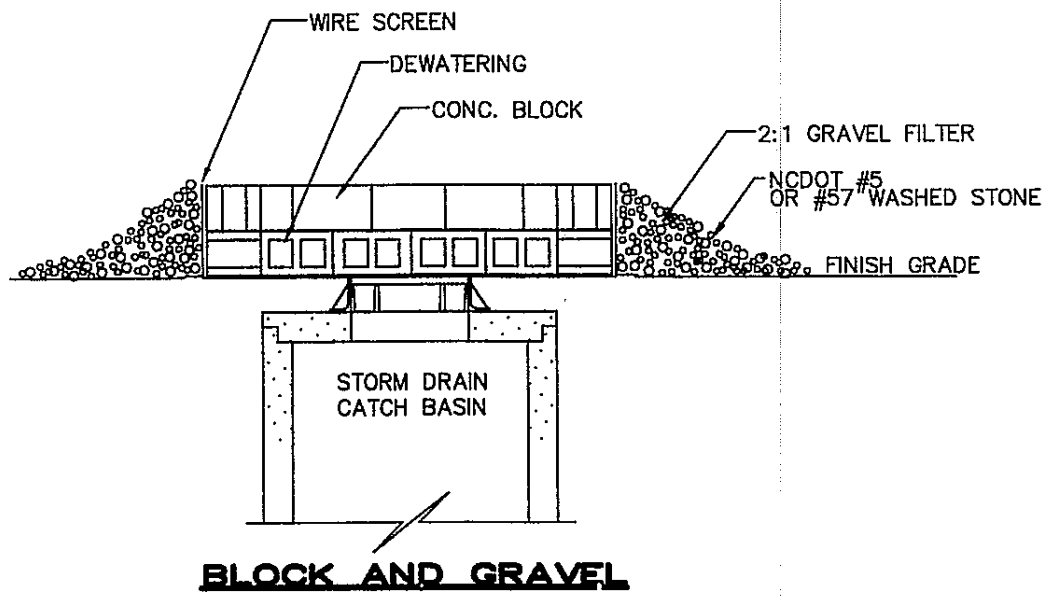 WIRE SCREEN
DEWATERING
CONC. BLOCK
2:1 GRAVEL FILTER
NCDOT #5
OR #57 WASHED STONE
FINISH GRADE
STORM DRAIN
CATCH BASIN
BLOCK AND GRAVEL